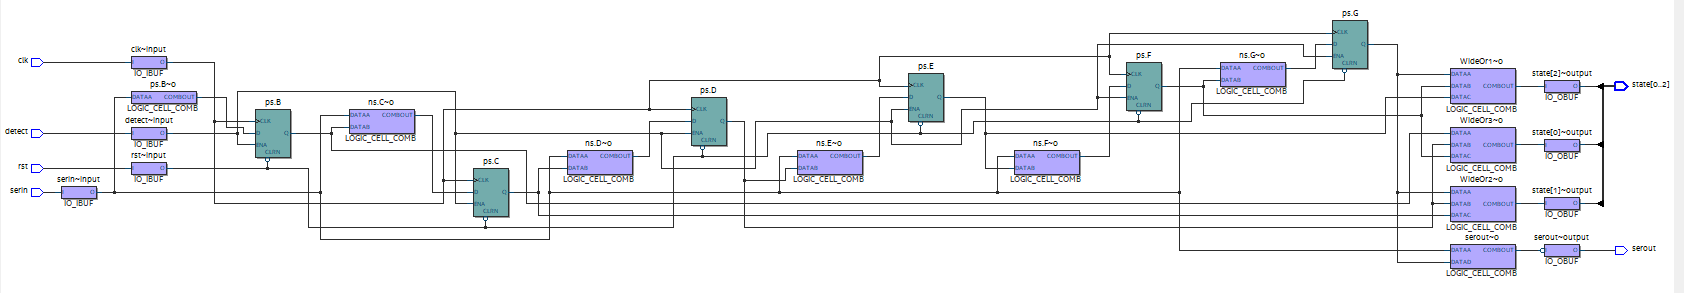 clk
detect
rst
serin
clk~input
I
O
IO_IBUF
ps.B~o
DATAA
COMBOUT
LOGIC_CELL_COMB
detect~input
I
O
IO_IBUF
rst~input
I
O
IO_IBUF
serin~input
I
O
IO_IBUF
ps.B
CLK
D
Q
ENA
CLRN
ns.C~o
DATAA
COMBOUT
DATAB
LOGIC_CELL_COMB
ps.C
CLK
D
Q
ENA
CLRN
ns.D~o
DATAA
COMBOUT
DATAB
LOGIC_CELL_COMB
ps.D
CLK
D
Q
ENA
CLRN
ns.E~o
DATAA
COMBOUT
DATAB
LOGIC_CELL_COMB
ps.E
CLK
D
Q
ENA
CLRN
ns.F~o
DATAA
COMBOUT
DATAB
LOGIC_CELL_COMB
ps.F
CLK
D
Q
ENA
CLRN
ns.G~o
DATAA
COMBOUT
DATAB
LOGIC_CELL_COMB
ps.G
CLK
D
Q
ENA
CLRN
WideOr1~o
DATAA
DATAB
COMBOUT
DATAC
LOGIC_CELL_COMB
WideOr3~o
DATAA
DATAB
COMBOUT
DATAC
LOGIC_CELL_COMB
WideOr2~o
DATAA
DATAB
COMBOUT
DATAC
LOGIC_CELL_COMB
serout~o
DATAA
COMBOUT
DATAD
LOGIC_CELL_COMB
state[2]~output
I
O
IO_OBUF
state[0]~output
I
O
IO_OBUF
state[1]~output
I
O
IO_OBUF
serout~output
I
O
IO_OBUF
state[0..2]
serout